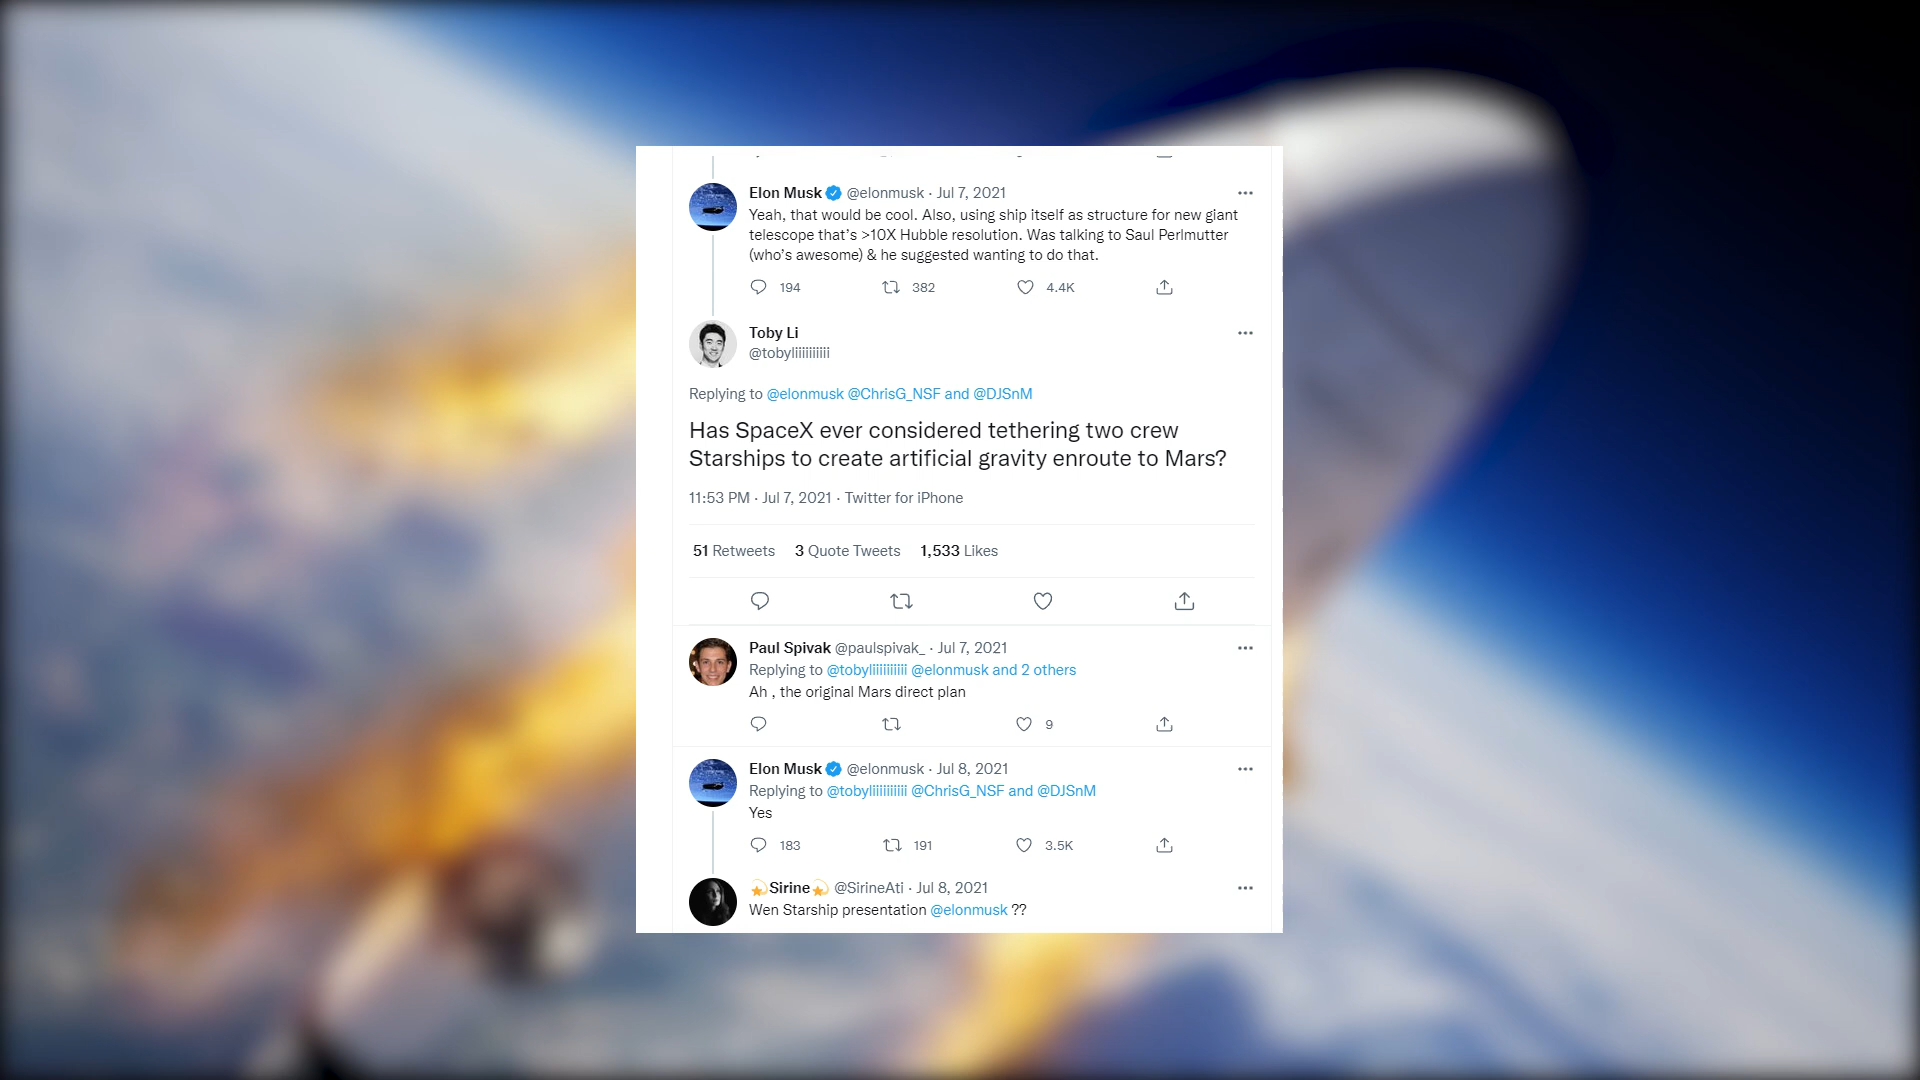 Elon Musk @elonmusk · Jul 7, 2021
Yeah, that would be cool. Also, using ship itself as structure for new giant
telescope that's >10X Hubble resolution. Was talking to Saul Perlmutter
(who's awesome) & he suggested wanting to do that.
194 382 4.4K
Toby Li
@tobyliiiiiiiiii
Replying to @elonmusk @ChrisG_NSF and @DJSnM
Has SpaceX ever considered tethering two crew
Starships to create artificial gravity enroute to Mars?
11:53 PM · Jul 7, 2021 · Twitter for iPhone
51 Retweets 3 Quote Tweets 1,533 Likes
Paul Spivak @paulspivak_ · Jul 7, 2021
Replying to @tobyliiiiiiiiii @elonmusk and 2 others
Ah , the original Mars direct plan
9
Elon Musk @elonmusk · Jul 8, 2021
Replying to @tobyliiiiiiiiii @ChrisG_NSF and @DJSnM
Yes
183 191 3.5K
💫Sirine💫 @SirineAti · Jul 8, 2021
Wen Starship presentation @elonmusk ??